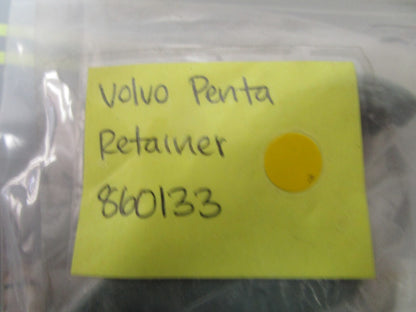 Volvo Penta
Retainer
860133